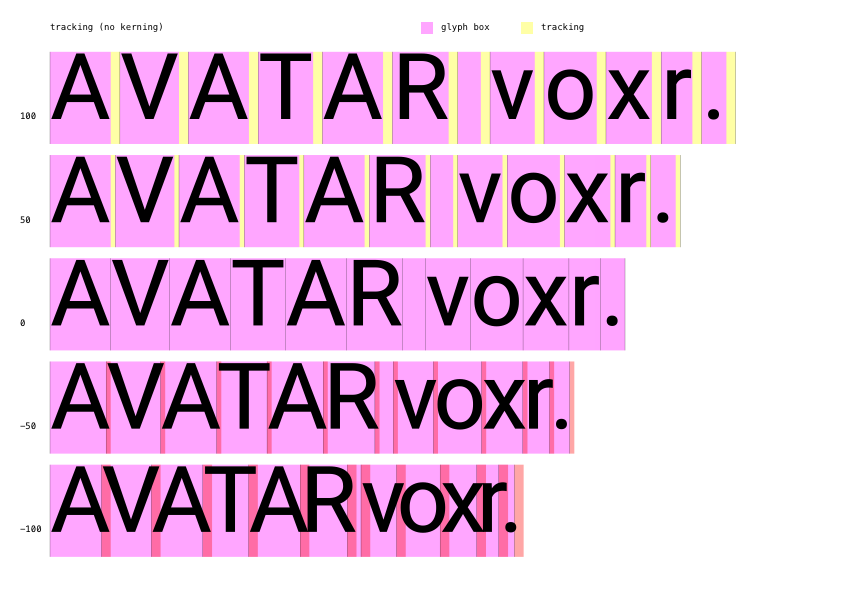 tracking (no kerning) glyph box tracking
100 AVATAR voxr.
50 AVATAR voxr.
0 AVATAR voxr.
−50 AVATAR voxr.
−100 AVATAR voxr.